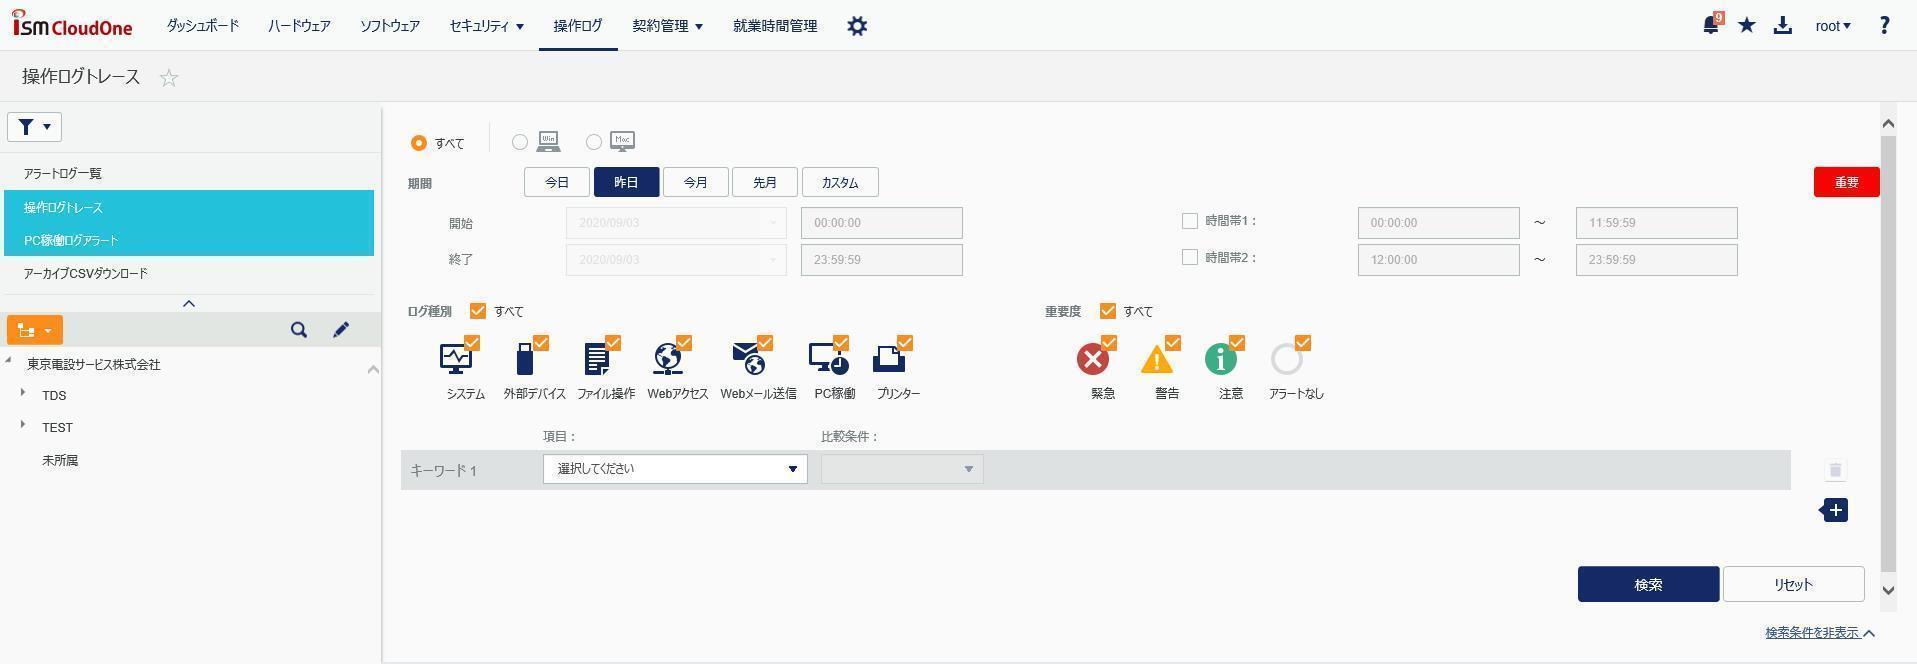 ISM CloudOne
ダッシュボード ハードウェア ソフトウェア セキュリティ 操作ログ 契約管理 就業時間管理 9 root ?
操作ログトレース
すべて Win Mac
アラートログ一覧
期間 今日 昨日 今月 先月 カスタム 重要
操作ログトレース
開始 2020/09/03 00:00:00 時間帯1： 00:00:00 ～ 11:59:59
PC稼働ログアラート
終了 2020/09/03 23:59:59 時間帯2： 12:00:00 ～ 23:59:59
アーカイブCSVダウンロード
ログ種別 すべて 重要度 すべて
東京電設サービス株式会社
TDS
システム 外部デバイス ファイル操作 Webアクセス Webメール送信 PC稼働 プリンター 緊急 警告 注意 アラートなし
TEST
項目： 比較条件：
未所属
キーワード 1 選択してください
検索 リセット
検索条件を非表示